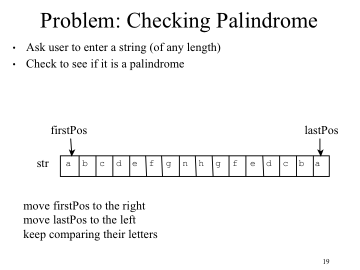 Problem: Checking Palindrome
• Ask user to enter a string (of any length)
• Check to see if it is a palindrome
firstPos lastPos
str a b c d e f g n h g f e d c b a
move firstPos to the right
move lastPos to the left
keep comparing their letters
19